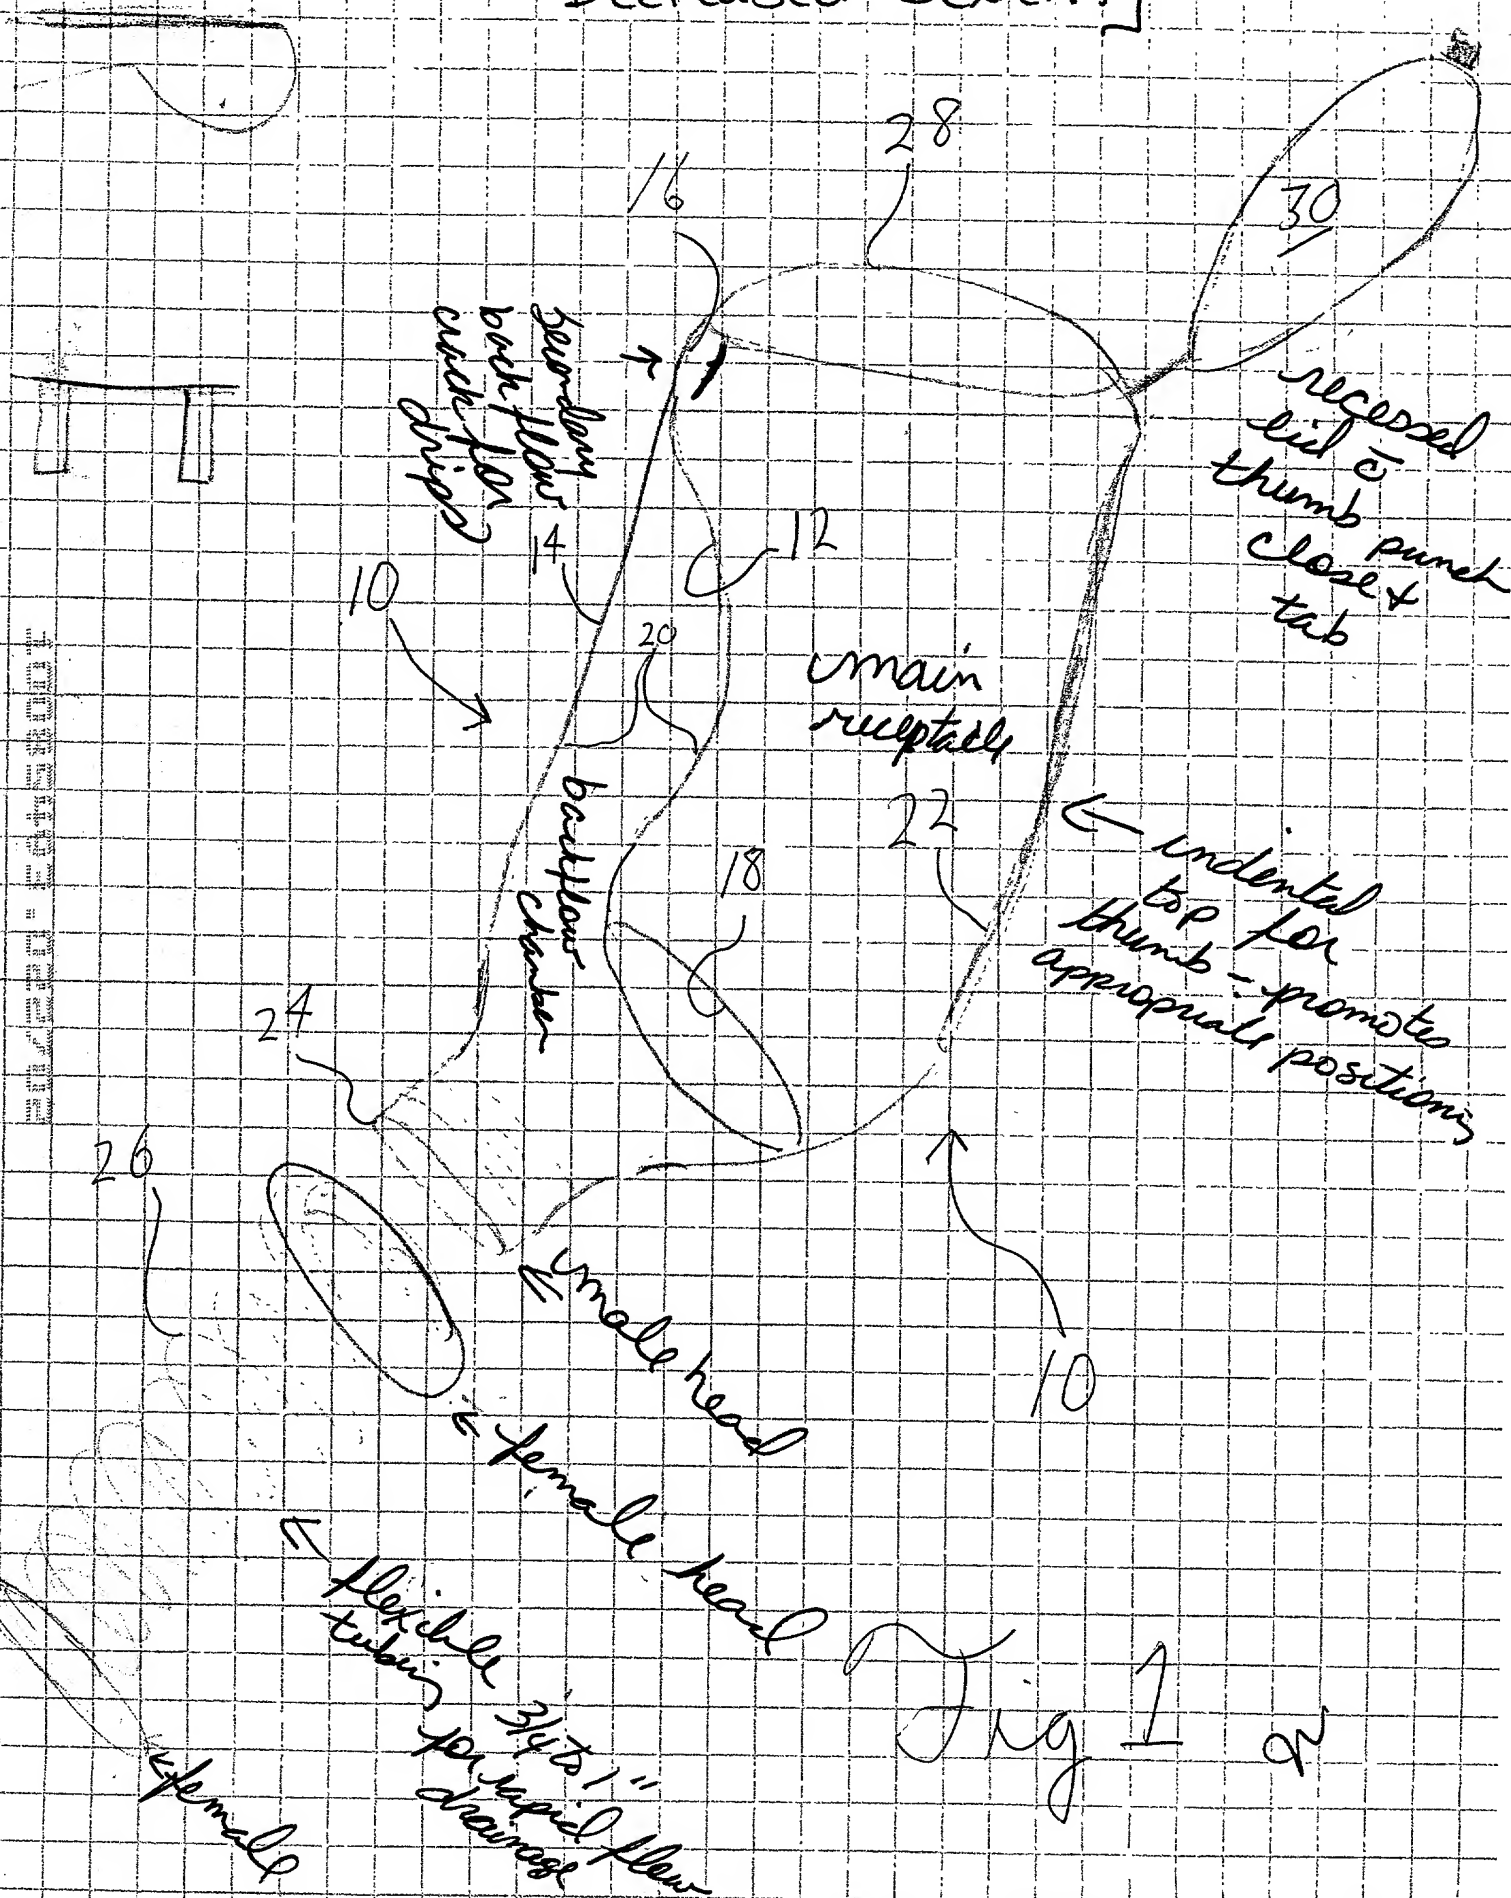 28
16
30
Secondary
back flow
crack for
drips
recessed
lid c̄
thumb punch
close &
tab
14
12
10
20
main
receptacle
22
18
backflow
chamber
indented
top for
thumb - promotes
appropriate positioning
24
26
male head
10
female head
flexible 3/4 to 1"
tubing for rapid flow
drainage
female
Fig 1